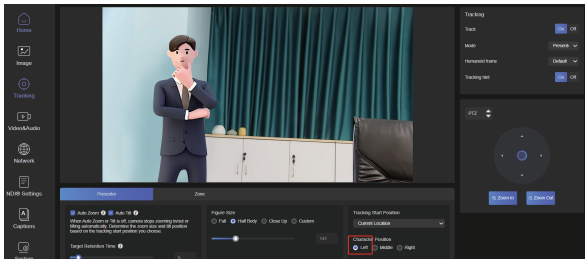 Home
Image
Tracking
Video&Audio
Network
NDI® Settings
Captions
System
Presenter
Zone
Auto Zoom
Auto Tilt
When Auto Zoom or Tilt is off, camera stops zooming in/out or
tilting automatically. Determine the zoom size and tilt position
based on the tracking start position you choose.
Target Retention Time
Figure Size
Full
Half Body
Close Up
Custom
Tracking Start Position
Current Location
Character Position
Left
Middle
Right
Tracking
Track
On
Off
Mode
Present
Humanoid frame
Default
Tracking hint
On
Off
PTZ
Zoom In
Zoom Out